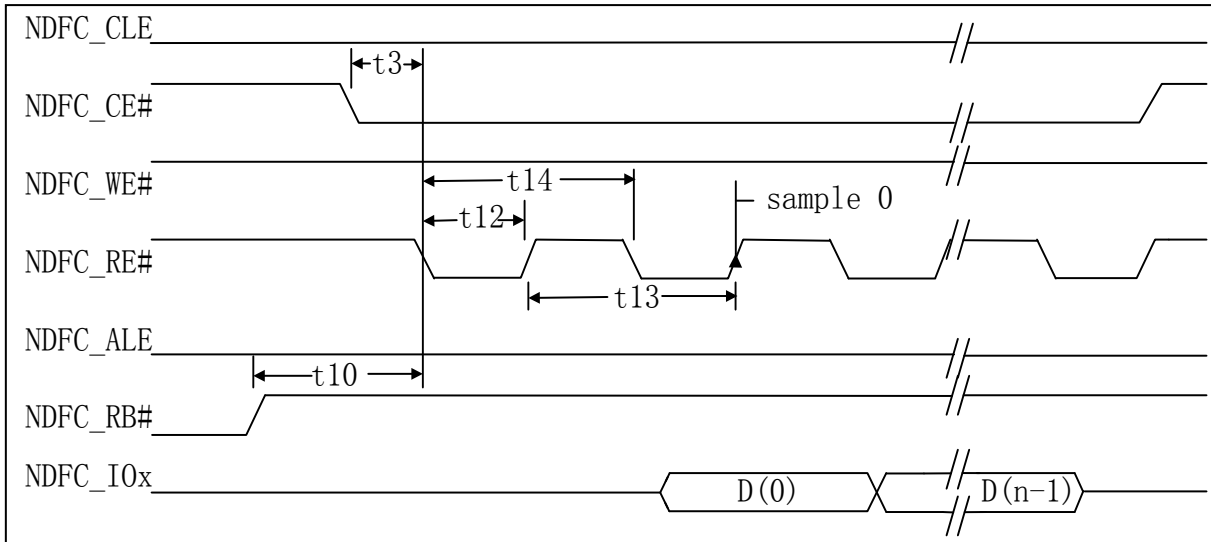 NDFC_CLE
t3
NDFC_CE#
NDFC_WE#
t14
sample 0
t12
NDFC_RE#
t13
NDFC_ALE
t10
NDFC_RB#
NDFC_IOx
D(0)
D(n-1)